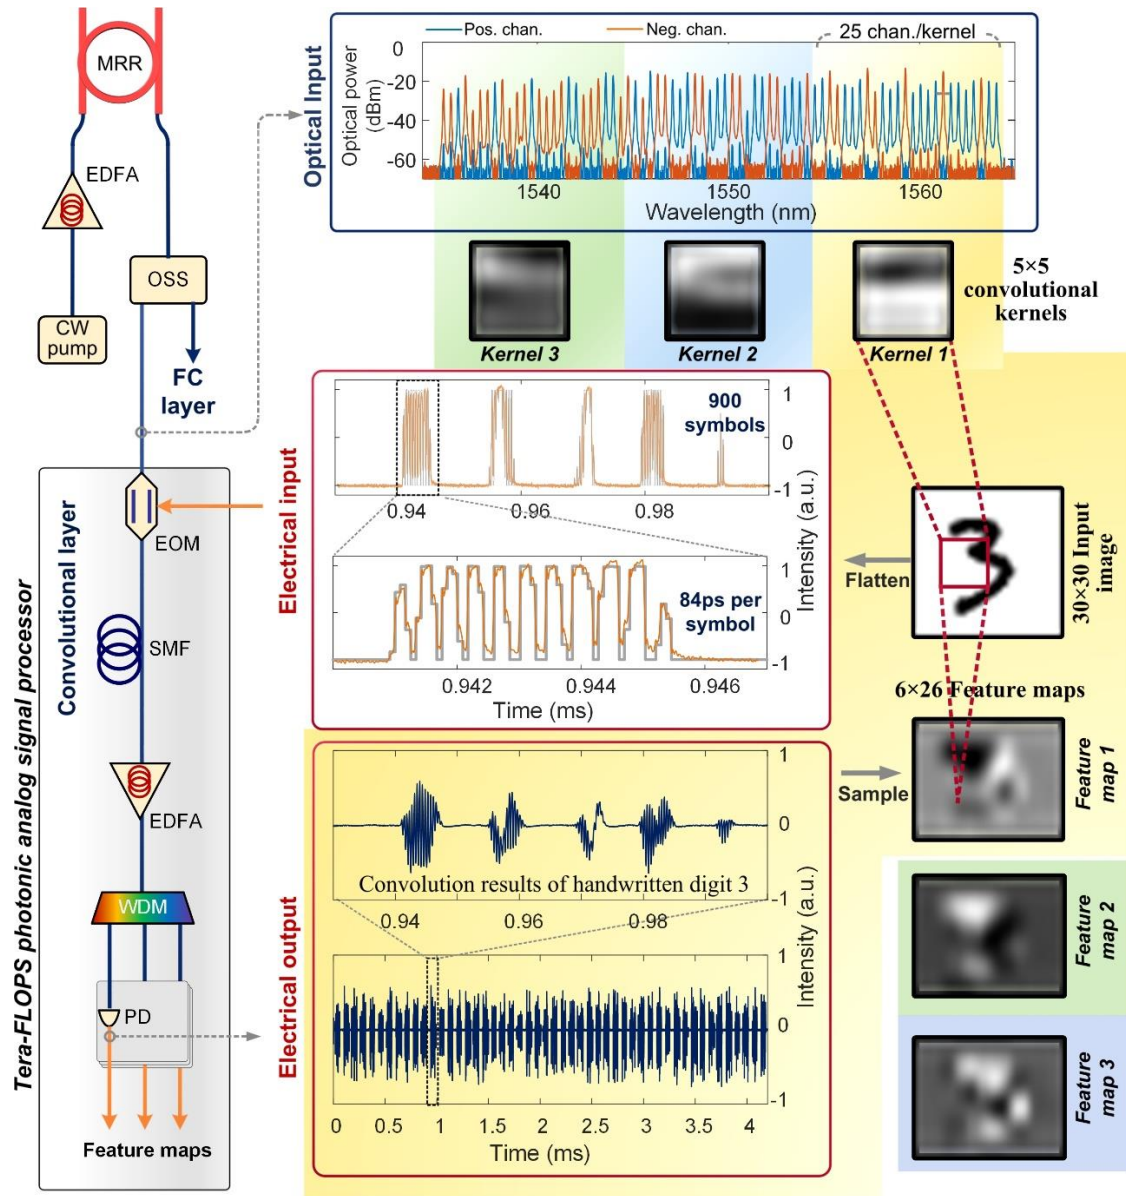 MRR
EDFA
OSS
CW
pump
FC
layer
Tera-FLOPS photonic analog signal processor
Convolutional layer
EOM
SMF
EDFA
WDM
PD
Feature maps
Optical Input
Pos. chan.
Neg. chan.
25 chan./kernel
Optical power
(dBm)
0
-20
-40
-60
1540
1550
1560
Wavelength (nm)
Kernel 3
Kernel 2
Kernel 1
5×5
convolutional
kernels
Electrical input
900
symbols
1
0
-1
0.94
0.96
0.98
Intensity (a.u.)
84ps per
symbol
1
0
-1
0.942
0.944
0.946
Time (ms)
Flatten
30×30 Input
image
6×26 Feature maps
Sample
Feature
map 1
Feature
map 2
Feature
map 3
Electrical output
1
0
-1
Convolution results of handwritten digit 3
0.94
0.96
0.98
Intensity (a.u.)
1
0
-1
0
0.5
1
1.5
2
2.5
3
3.5
4
Time (ms)